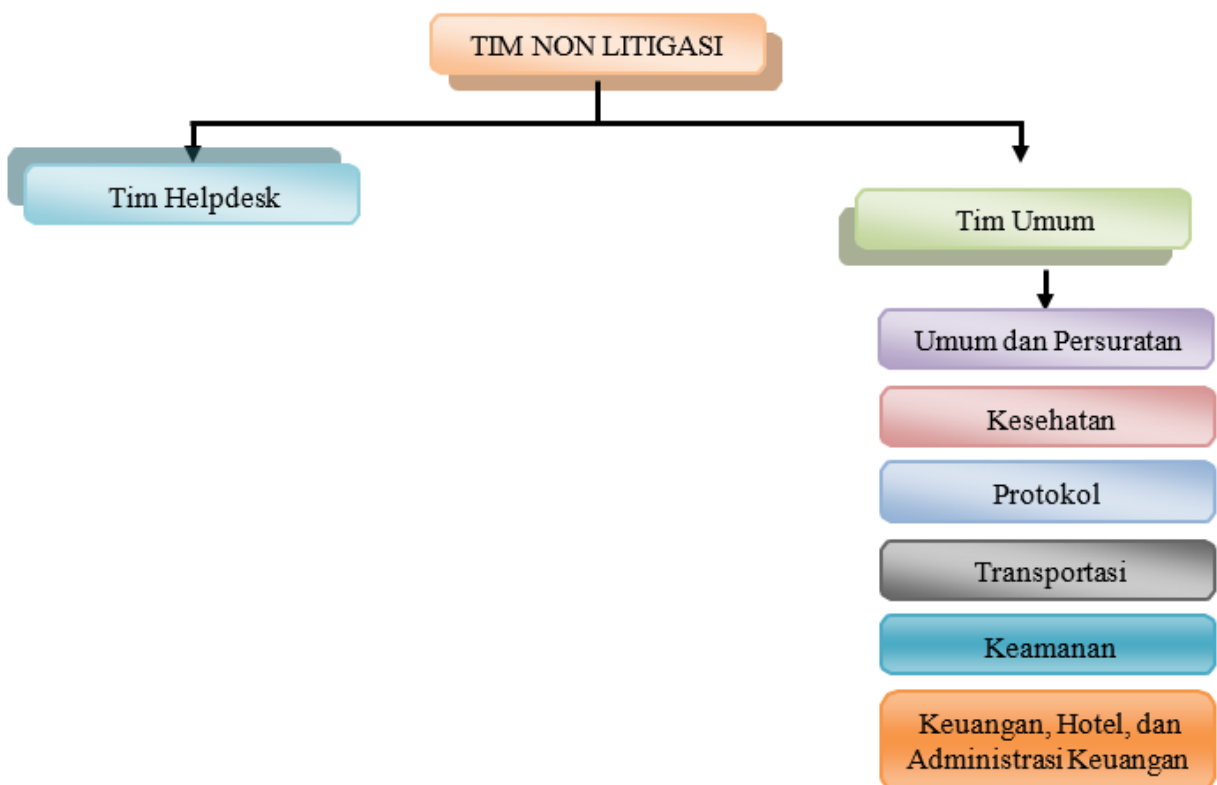 TIM NON LITIGASI
Tim Helpdesk
Tim Umum
Umum dan Persuratan
Kesehatan
Protokol
Transportasi
Keamanan
Keuangan, Hotel, dan
Administrasi Keuangan